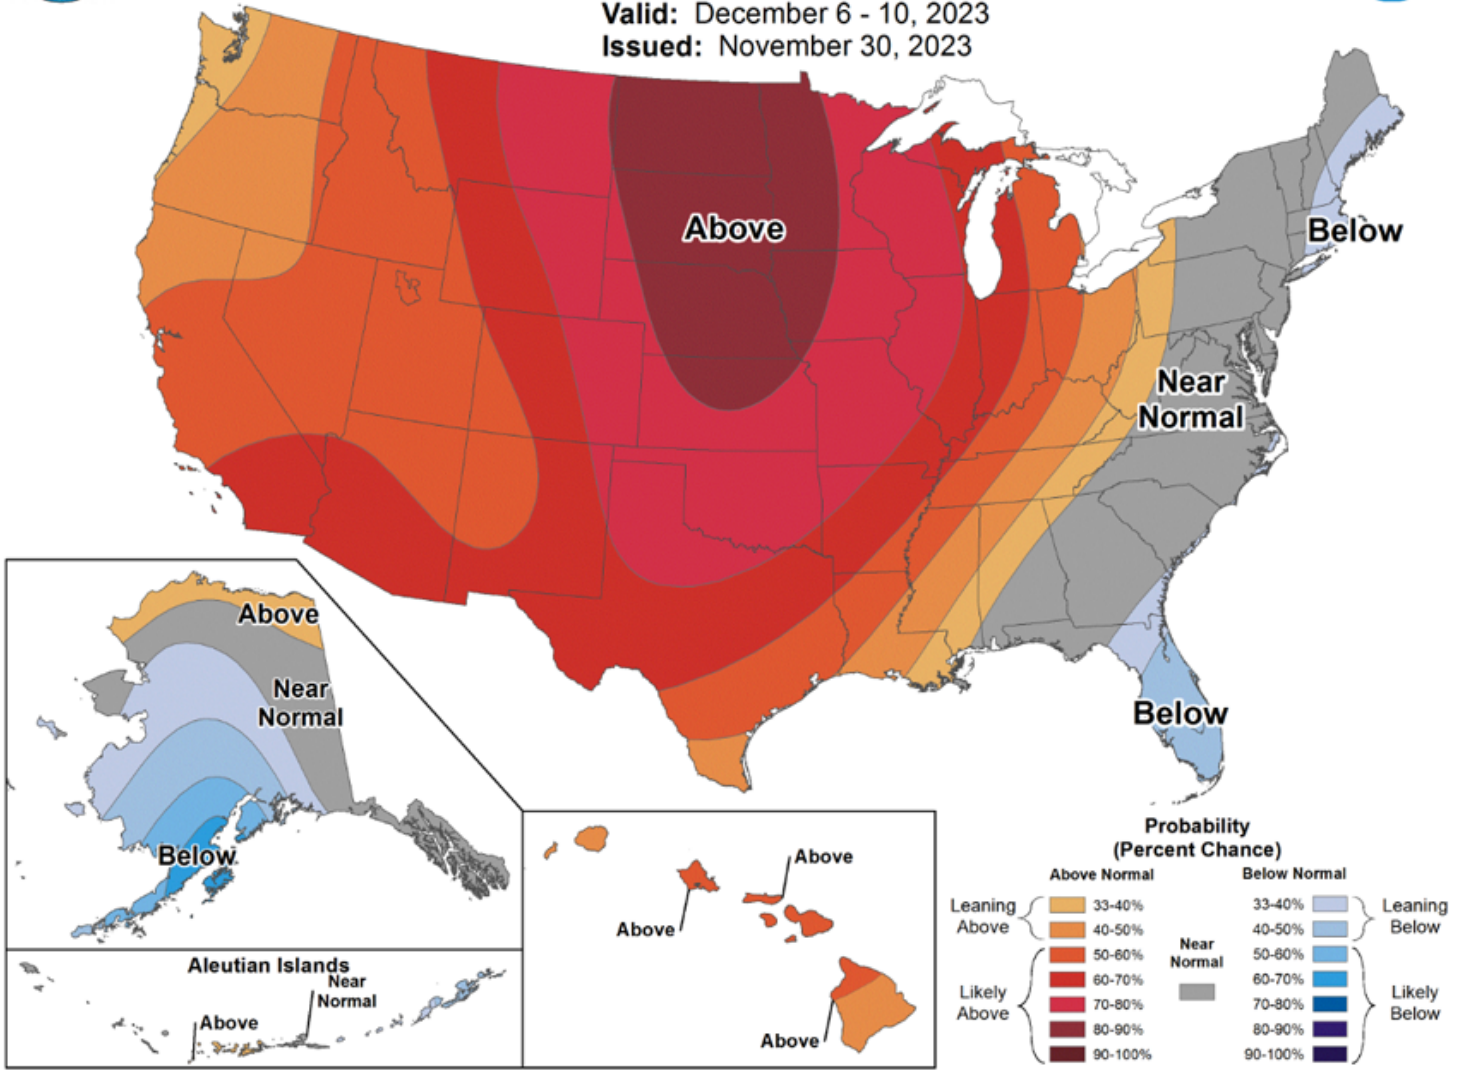 Valid: December 6 - 10, 2023
Issued: November 30, 2023
Above
Below
Near
Normal
Below
Above
Near
Normal
Below
Aleutian Islands
Near
Normal
Above
Above
Above
Above
Probability
(Percent Chance)
Above Normal
Below Normal
Leaning
Above
33-40%
40-50%
Likely
Above
50-60%
60-70%
70-80%
80-90%
90-100%
Near
Normal
33-40%
40-50%
Leaning
Below
50-60%
60-70%
70-80%
80-90%
90-100%
Likely
Below